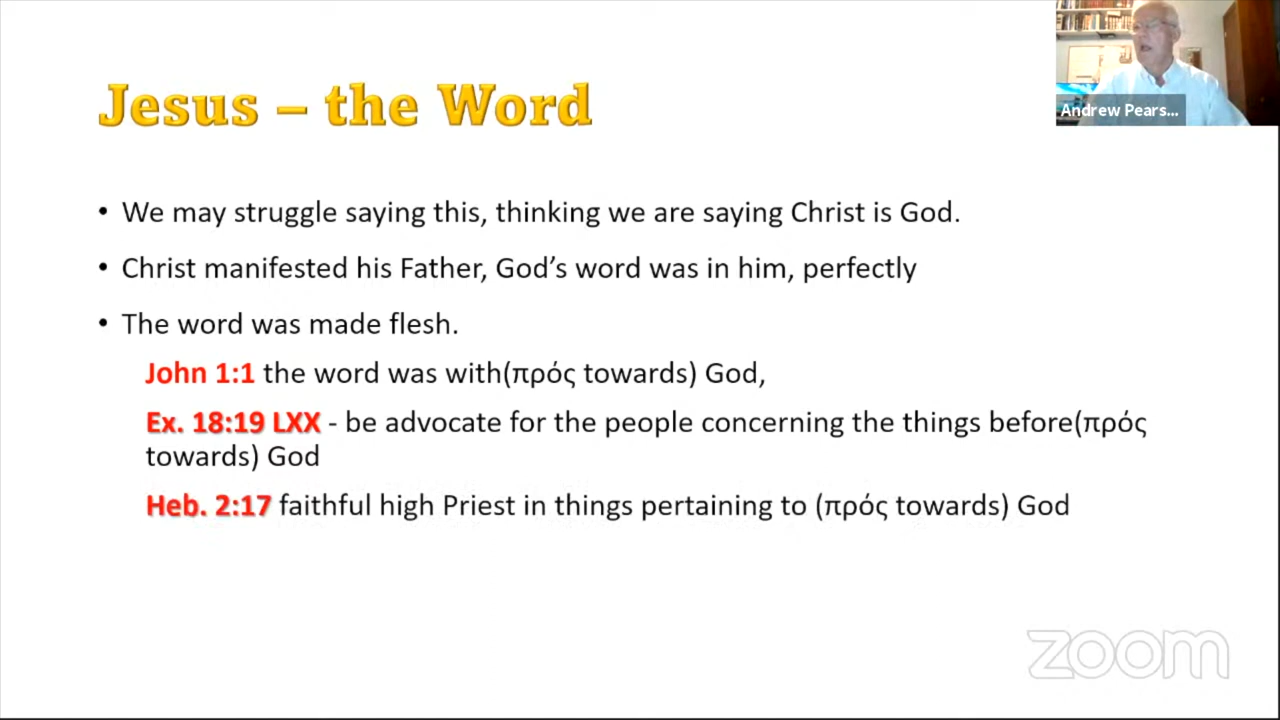 Jesus – the Word
Andrew Pears...
• We may struggle saying this, thinking we are saying Christ is God.
• Christ manifested his Father, God’s word was in him, perfectly
• The word was made flesh.
John 1:1 the word was with(πρός towards) God,
Ex. 18:19 LXX - be advocate for the people concerning the things before(πρός
towards) God
Heb. 2:17 faithful high Priest in things pertaining to (πρός towards) God
zoom